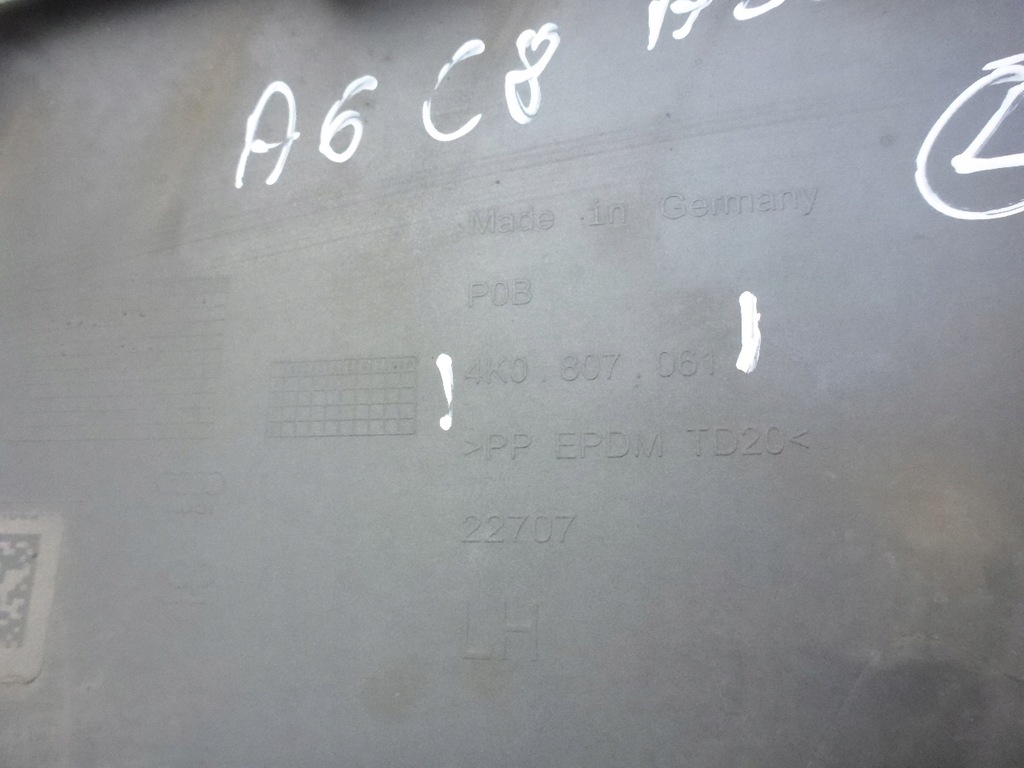 A6 C8
L
Made in Germany
P0B
4K0.807.061
>PP EPDM TD20<
22707
LH